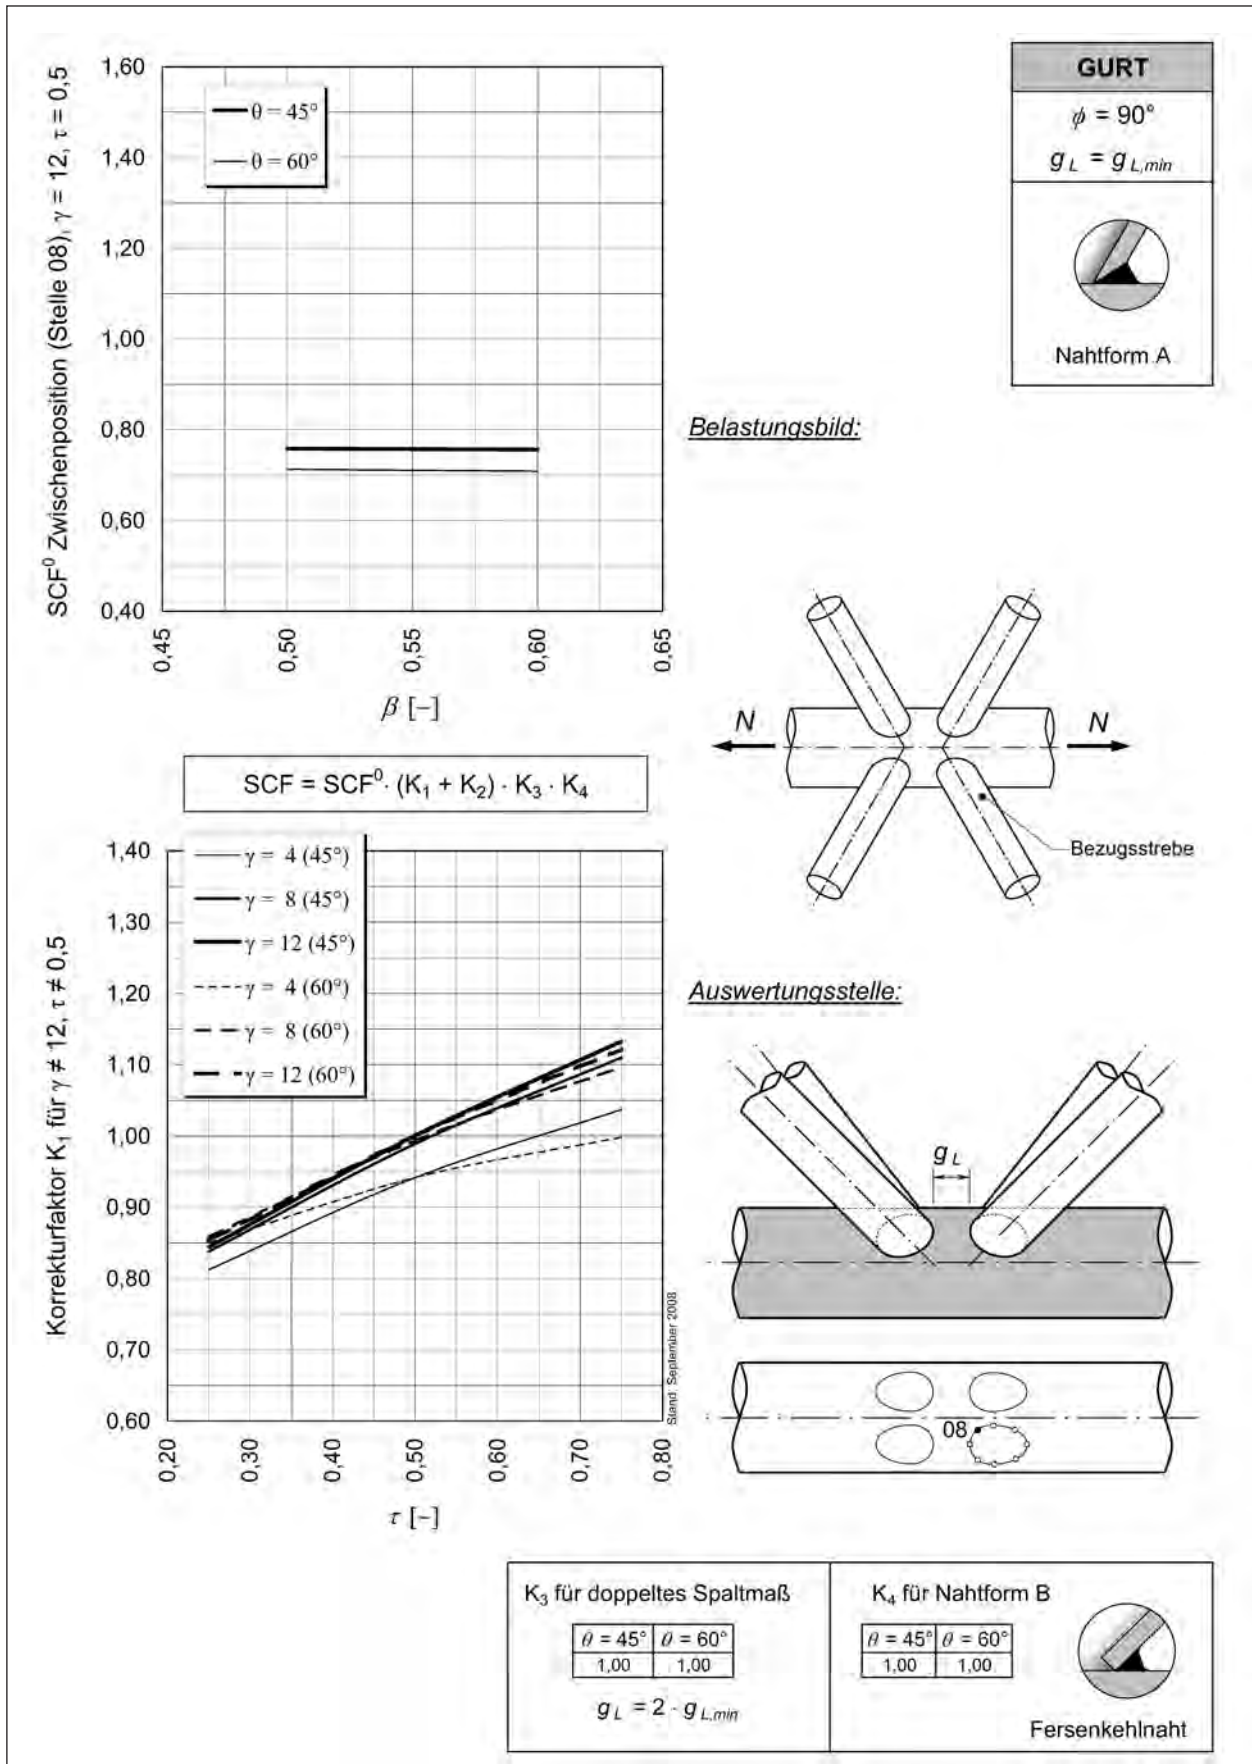 SCF⁰ Zwischenposition (Stelle 08), γ = 12, τ = 0,5
1,60
1,40
1,20
1,00
0,80
0,60
0,40
θ = 45°
θ = 60°
0,45
0,50
0,55
0,60
0,65
β [–]
GURT
ϕ = 90°
g L = g L,min
Nahtform A
Belastungsbild:
N
N
Bezugsstrebe
SCF = SCF⁰ · (K₁ + K₂) · K₃ · K₄
Korrekturfaktor K₁ für γ ≠ 12, τ ≠ 0,5
1,40
1,30
1,20
1,10
1,00
0,90
0,80
0,70
0,60
γ = 4 (45°)
γ = 8 (45°)
γ = 12 (45°)
γ = 4 (60°)
γ = 8 (60°)
γ = 12 (60°)
0,20
0,30
0,40
0,50
0,60
0,70
0,80
τ [–]
Stand: September 2008
Auswertungsstelle:
g L
08
K₃ für doppeltes Spaltmaß
θ = 45° θ = 60°
1,00 1,00
g L = 2 · g L,min
K₄ für Nahtform B
θ = 45° θ = 60°
1,00 1,00
Fersenkehlnaht